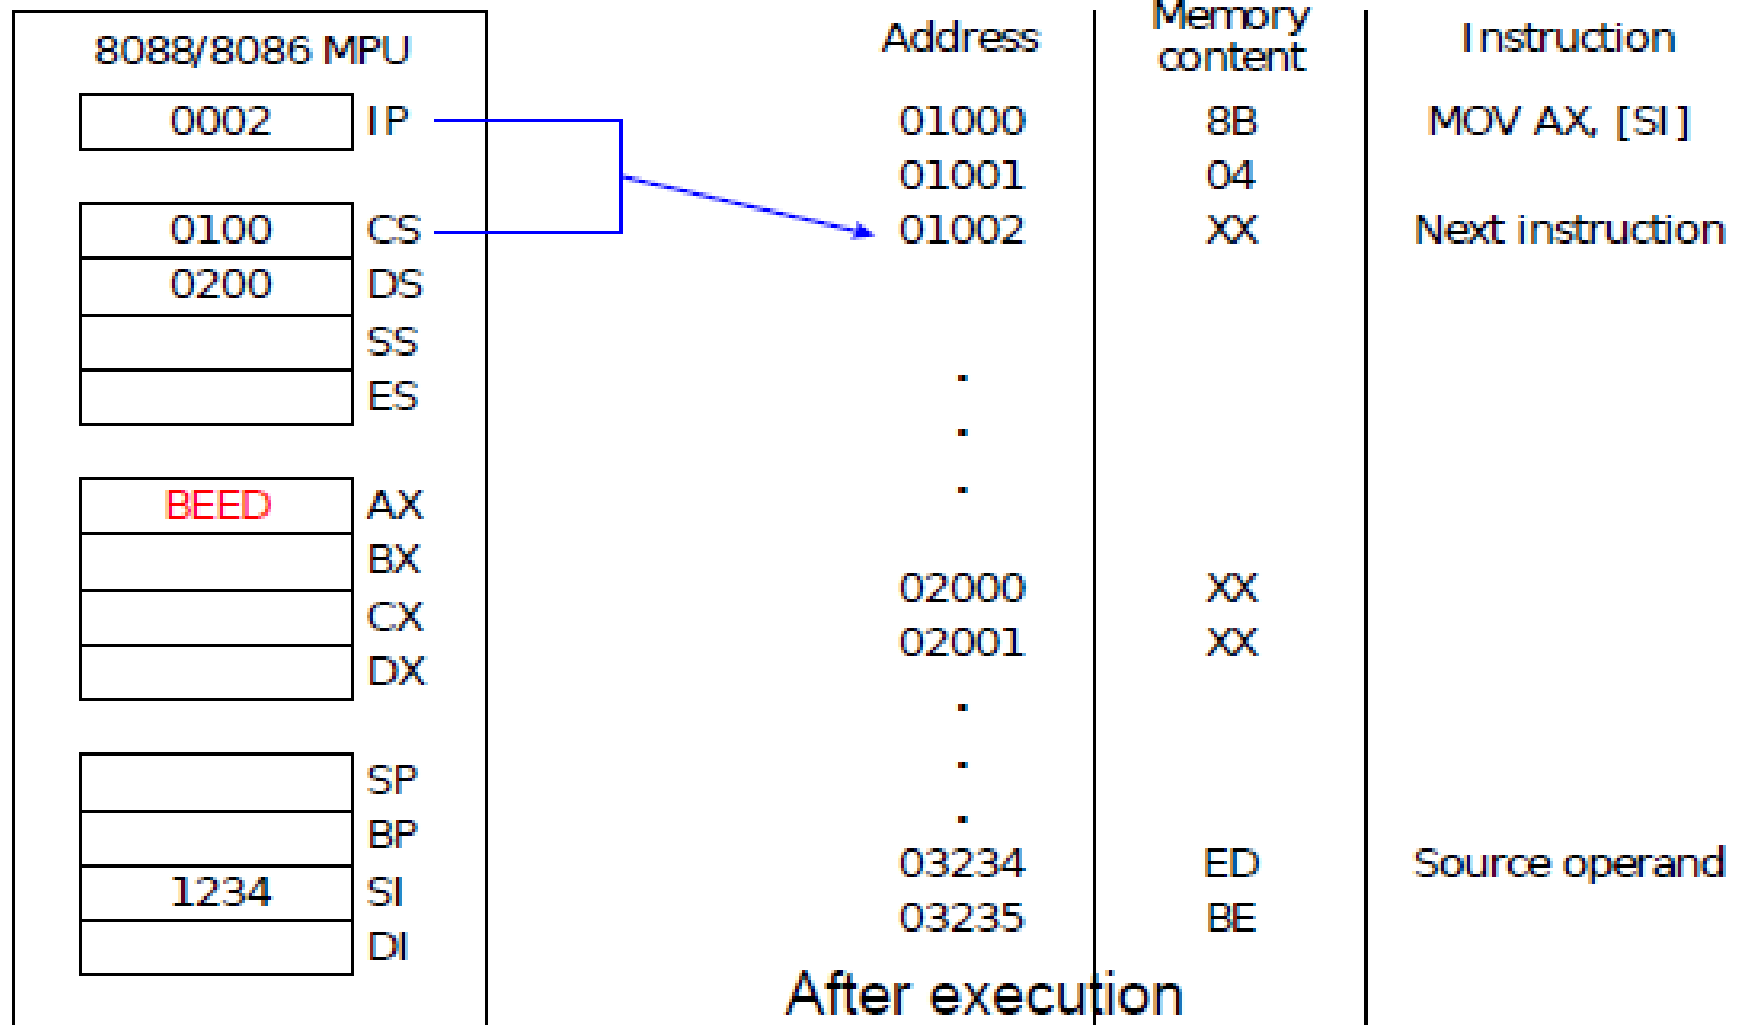 8088/8086 MPU
0002 IP
0100 CS
0200 DS
SS
ES
BEED AX
BX
CX
DX
SP
BP
1234 SI
DI
Address Memory content Instruction
01000 8B MOV AX, [SI]
01001 04
01002 XX Next instruction
.
.
.
02000 XX
02001 XX
.
.
.
03234 ED Source operand
03235 BE
After execution